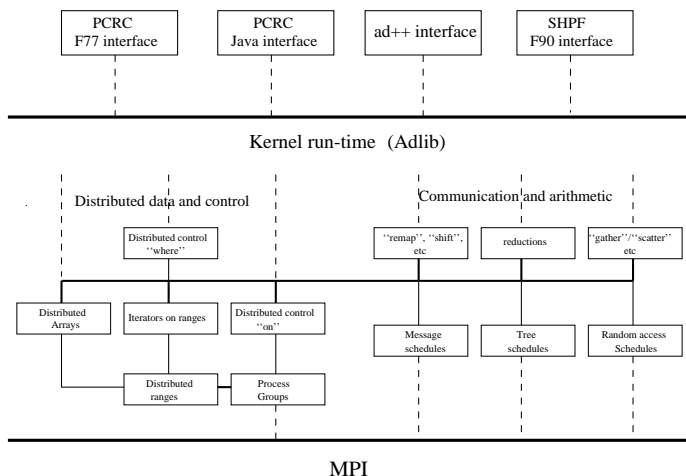 PCRC
F77 interface
PCRC
Java interface
ad++ interface
SHPF
F90 interface
Kernel run-time (Adlib)
Distributed data and control
Communication and arithmetic
Distributed control
‘‘where’’
‘‘remap’’, ‘‘shift’’,
etc
reductions
‘‘gather’’/‘‘scatter’’
etc
Distributed
Arrays
Iterators on ranges
Distributed control
‘‘on’’
Message
schedules
Tree
schedules
Random access
Schedules
Distributed
ranges
Process
Groups
MPI